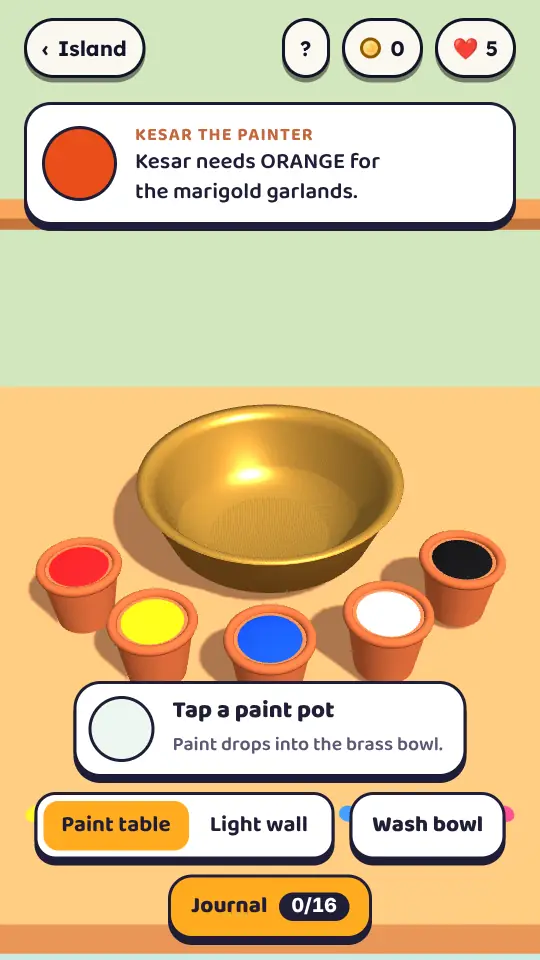 ‹ Island
?
0
5
KESAR THE PAINTER
Kesar needs ORANGE for
the marigold garlands.
Tap a paint pot
Paint drops into the brass bowl.
Paint table
Light wall
Wash bowl
Journal 0/16